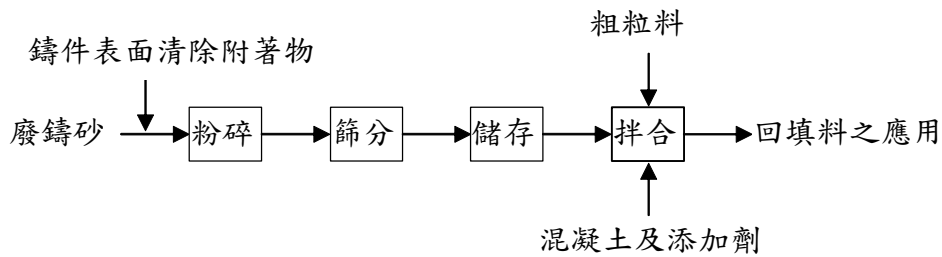 粗粒料
鑄件表面清除附著物
廢鑄砂
粉碎
篩分
儲存
拌合
回填料之應用
混凝土及添加劑